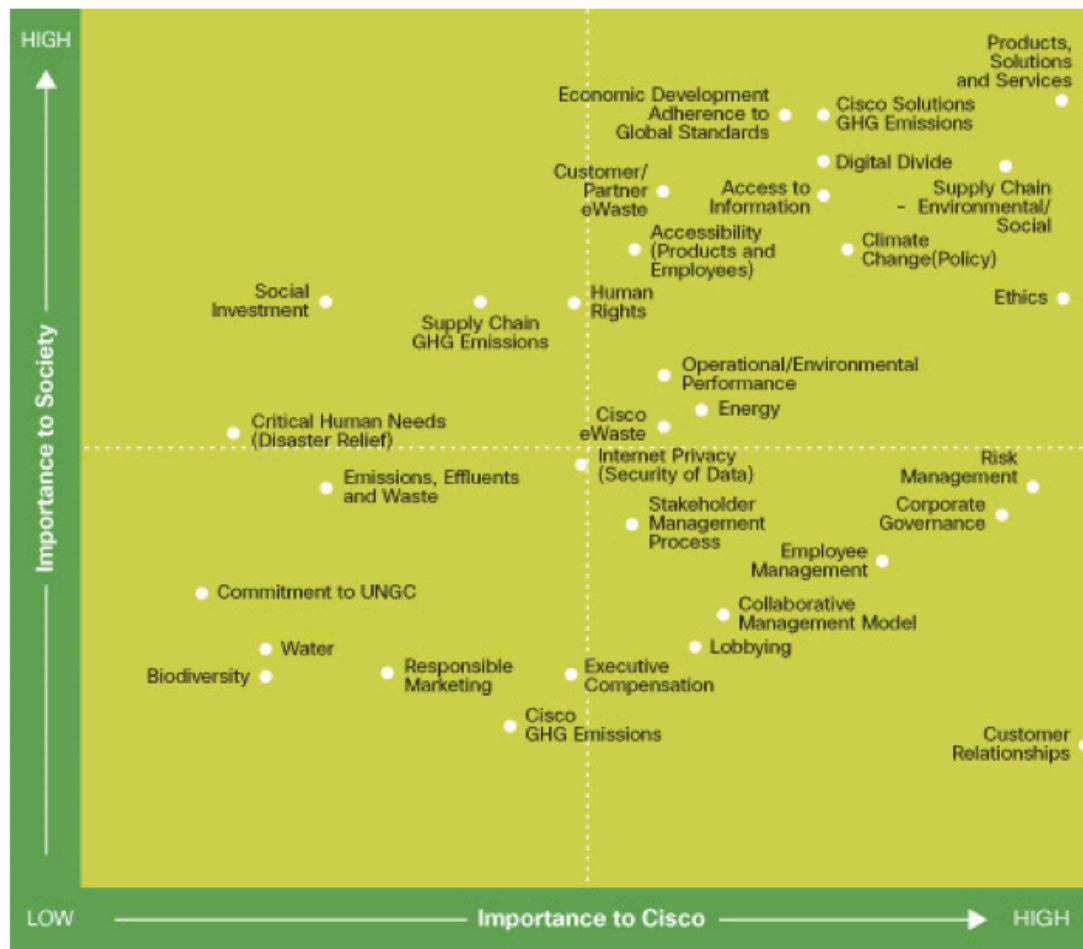 HIGH
Products,
Solutions
and Services
Economic Development
Adherence to
Global Standards
Cisco Solutions
GHG Emissions
Digital Divide
Customer/
Partner
eWaste
Access to
Information
Supply Chain
- Environmental/
Social
Accessibility
(Products and
Employees)
Climate
Change(Policy)
Social
Investment
Supply Chain
GHG Emissions
Human
Rights
Ethics
Operational/Environmental
Performance
Energy
Cisco
eWaste
Critical Human Needs
(Disaster Relief)
Internet Privacy
(Security of Data)
Risk
Management
Emissions, Effluents
and Waste
Stakeholder
Management
Process
Corporate
Governance
Employee
Management
Commitment to UNGC
Collaborative
Management Model
Lobbying
Water
Biodiversity
Responsible
Marketing
Executive
Compensation
Cisco
GHG Emissions
Customer
Relationships
Importance to Society
LOW
Importance to Cisco
HIGH